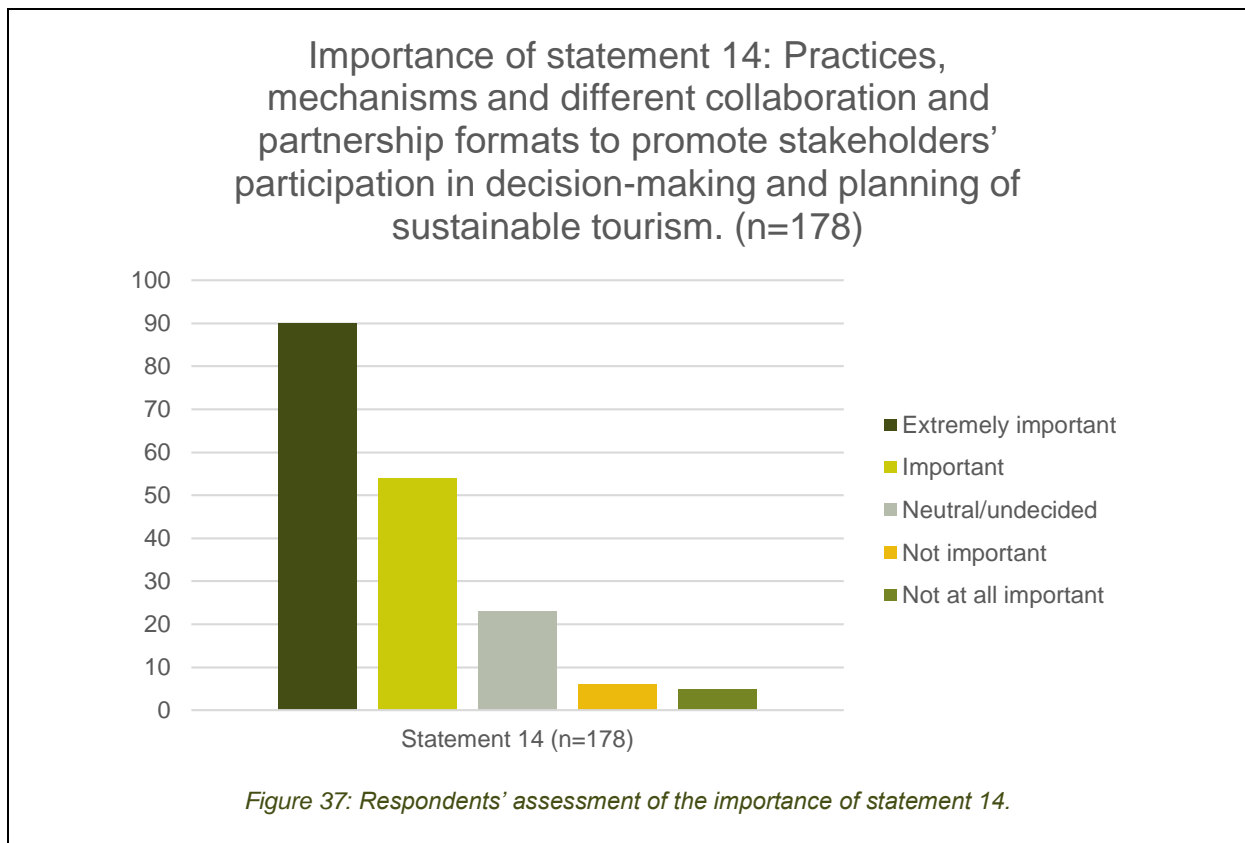 Importance of statement 14: Practices,
mechanisms and different collaboration and
partnership formats to promote stakeholders’
participation in decision-making and planning of
sustainable tourism. (n=178)
100
90
80
70
60
50
40
30
20
10
0
Extremely important
Important
Neutral/undecided
Not important
Not at all important
Statement 14 (n=178)
Figure 37: Respondents’ assessment of the importance of statement 14.